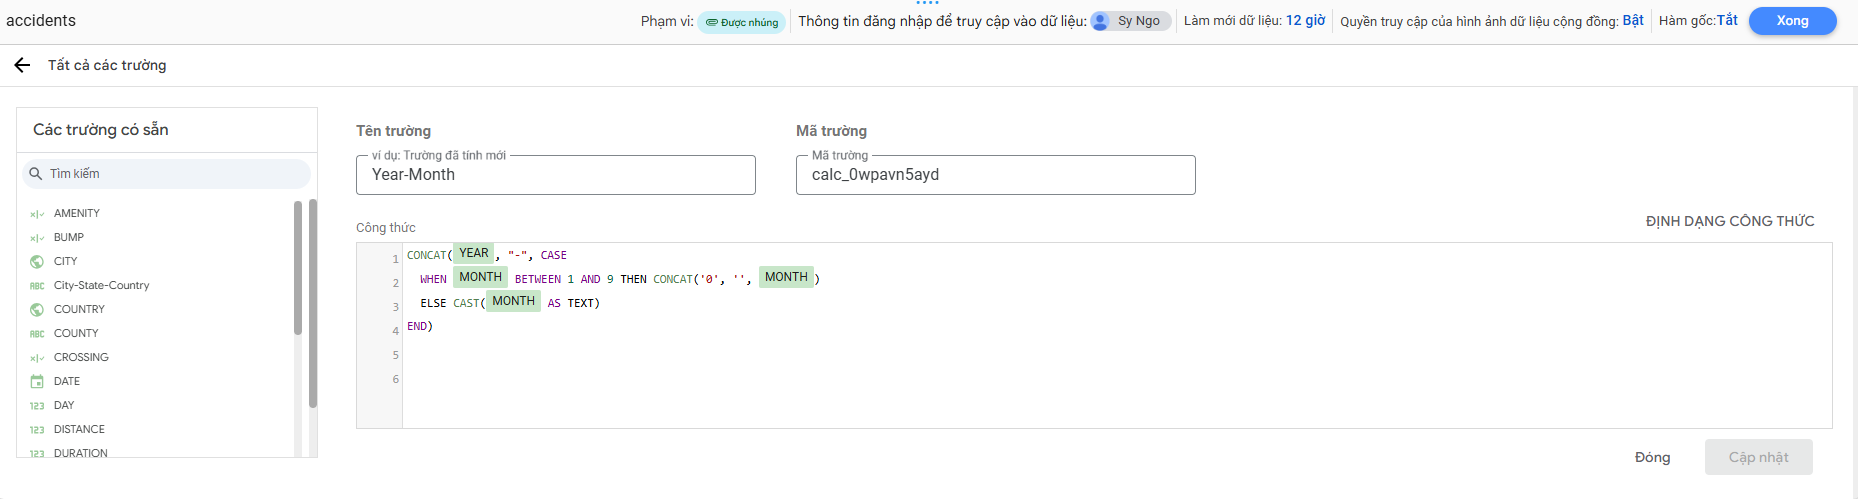 accidents
Phạm vi: Được nhúng
Thông tin đăng nhập để truy cập vào dữ liệu: Sy Ngo
Làm mới dữ liệu: 12 giờ
Quyền truy cập của hình ảnh dữ liệu cộng đồng: Bật
Hàm gốc:Tắt
Xong
Tất cả các trường
Các trường có sẵn
Tìm kiếm
AMENITY
BUMP
CITY
ABC City-State-Country
COUNTRY
ABC COUNTY
CROSSING
DATE
123 DAY
123 DISTANCE
123 DURATION
Tên trường
ví dụ: Trường đã tính mới
Year-Month
Mã trường
Mã trường
calc_0wpavn5ayd
Công thức
ĐỊNH DẠNG CÔNG THỨC
1 CONCAT( YEAR , "-", CASE
2 WHEN MONTH BETWEEN 1 AND 9 THEN CONCAT('0', '', MONTH )
3 ELSE CAST( MONTH AS TEXT)
4 END)
5
6
Đóng
Cập nhật